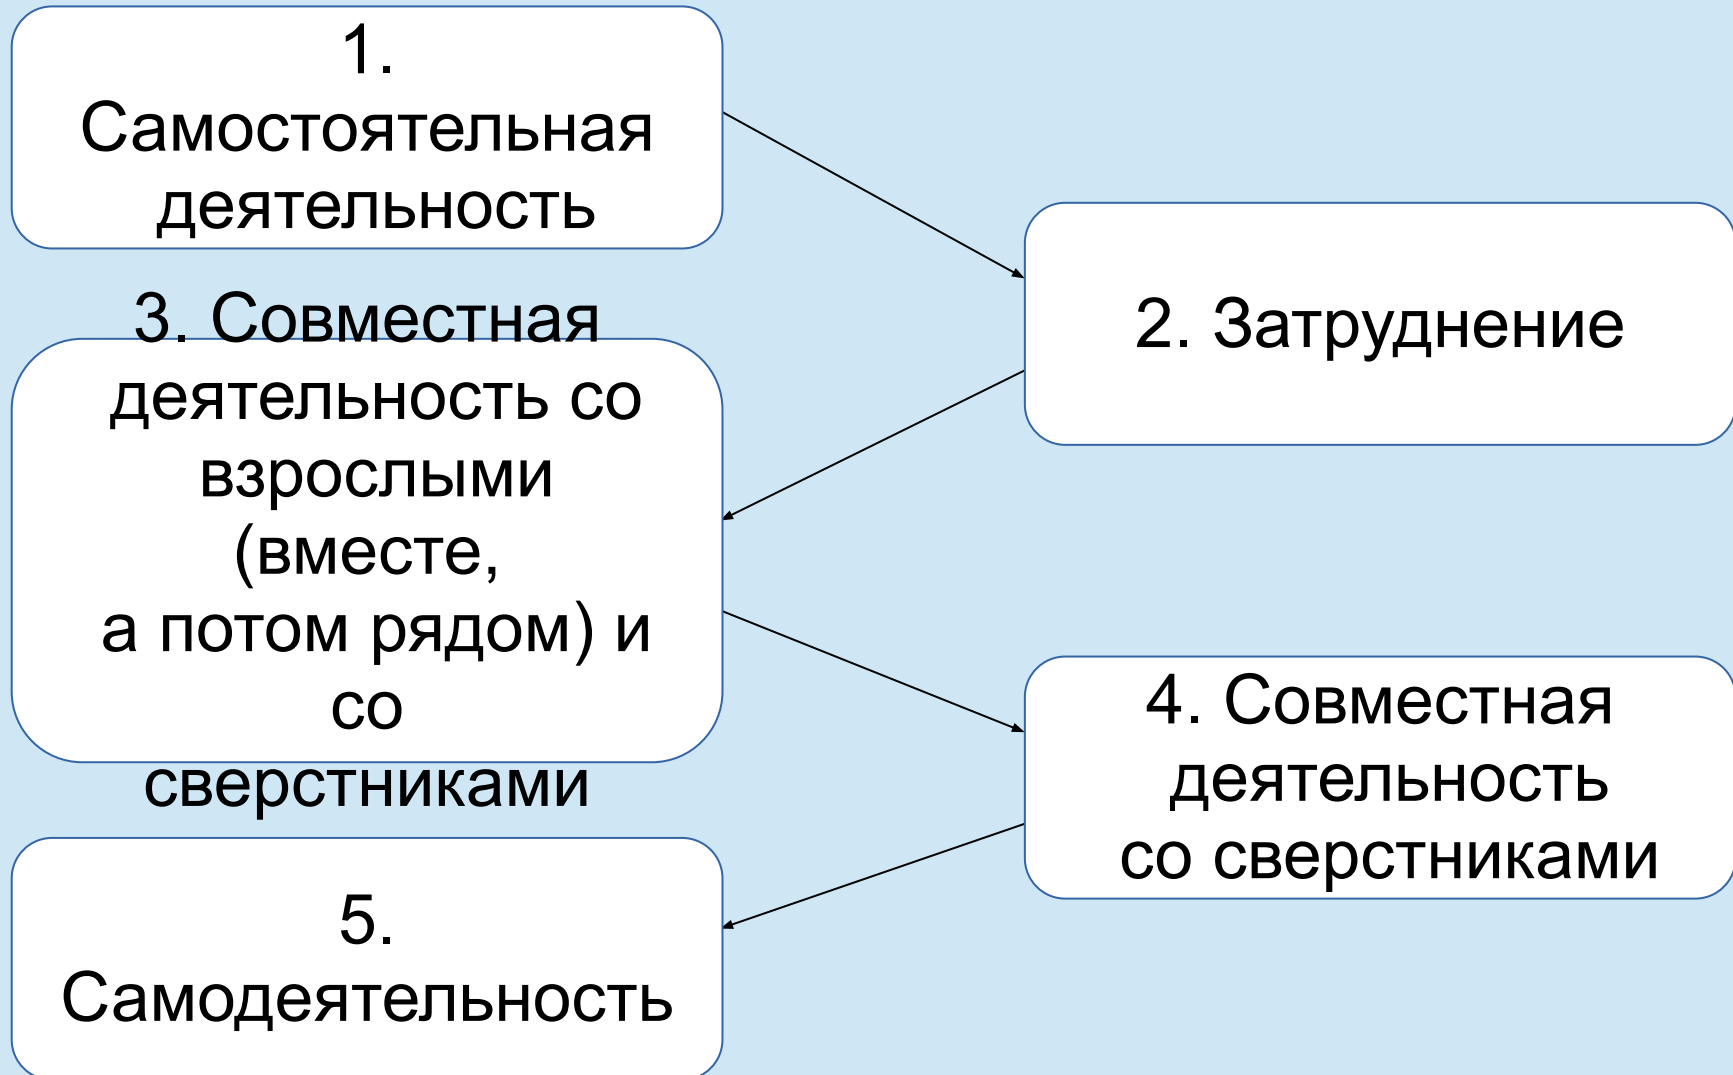 1.
Самостоятельная
деятельность
2. Затруднение
3. Совместная
деятельность со
взрослыми
(вместе,
а потом рядом) и
со
сверстниками
4. Совместная
деятельность
со сверстниками
5.
Самодеятельность